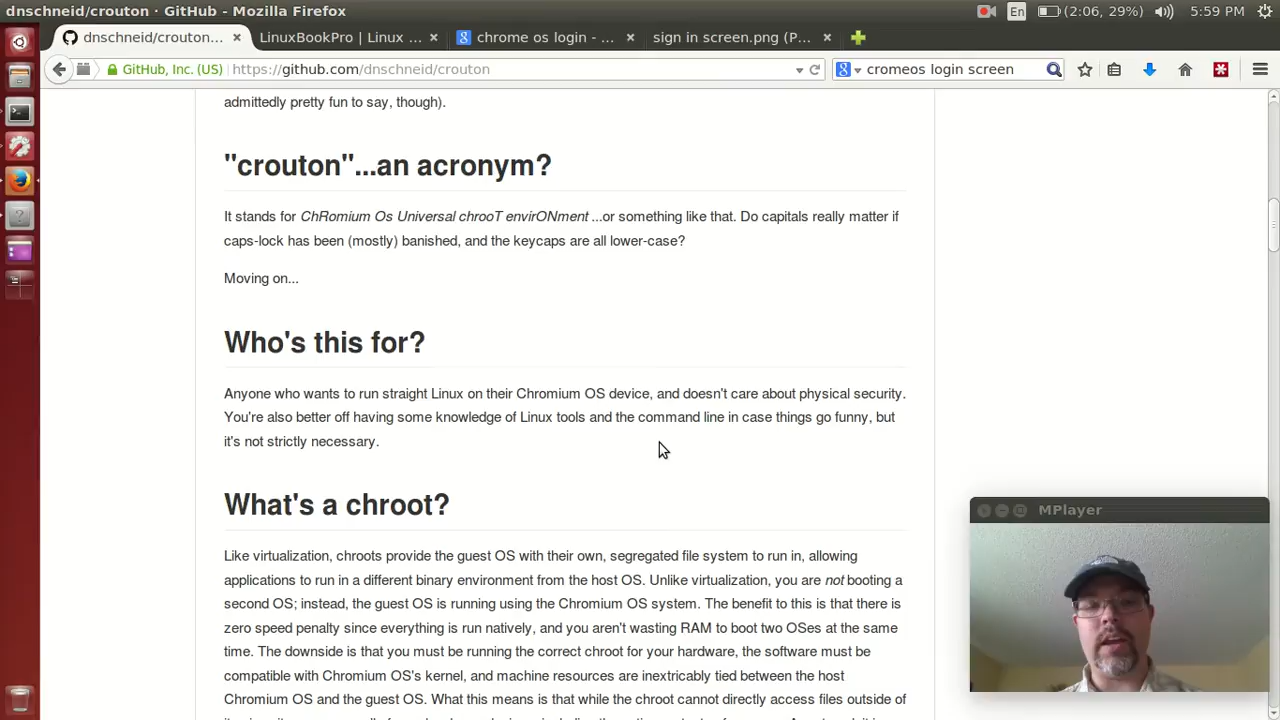 dnschneid/crouton · GitHub - Mozilla Firefox
En
(2:06, 29%)
5:59 PM
dnschneid/crouton...
LinuxBookPro | Linux ...
chrome os login - ...
sign in screen.png (P...
GitHub, Inc. (US)
https://github.com/dnschneid/crouton
cromeos login screen
admittedly pretty fun to say, though).
"crouton"...an acronym?
It stands for ChRomium Os Universal chrooT envirONment ...or something like that. Do capitals really matter if
caps-lock has been (mostly) banished, and the keycaps are all lower-case?
Moving on...
Who's this for?
Anyone who wants to run straight Linux on their Chromium OS device, and doesn't care about physical security.
You're also better off having some knowledge of Linux tools and the command line in case things go funny, but
it's not strictly necessary.
What's a chroot?
Like virtualization, chroots provide the guest OS with their own, segregated file system to run in, allowing
applications to run in a different binary environment from the host OS. Unlike virtualization, you are not booting a
second OS; instead, the guest OS is running using the Chromium OS system. The benefit to this is that there is
zero speed penalty since everything is run natively, and you aren't wasting RAM to boot two OSes at the same
time. The downside is that you must be running the correct chroot for your hardware, the software must be
compatible with Chromium OS's kernel, and machine resources are inextricably tied between the host
Chromium OS and the guest OS. What this means is that while the chroot cannot directly access files outside of
MPlayer